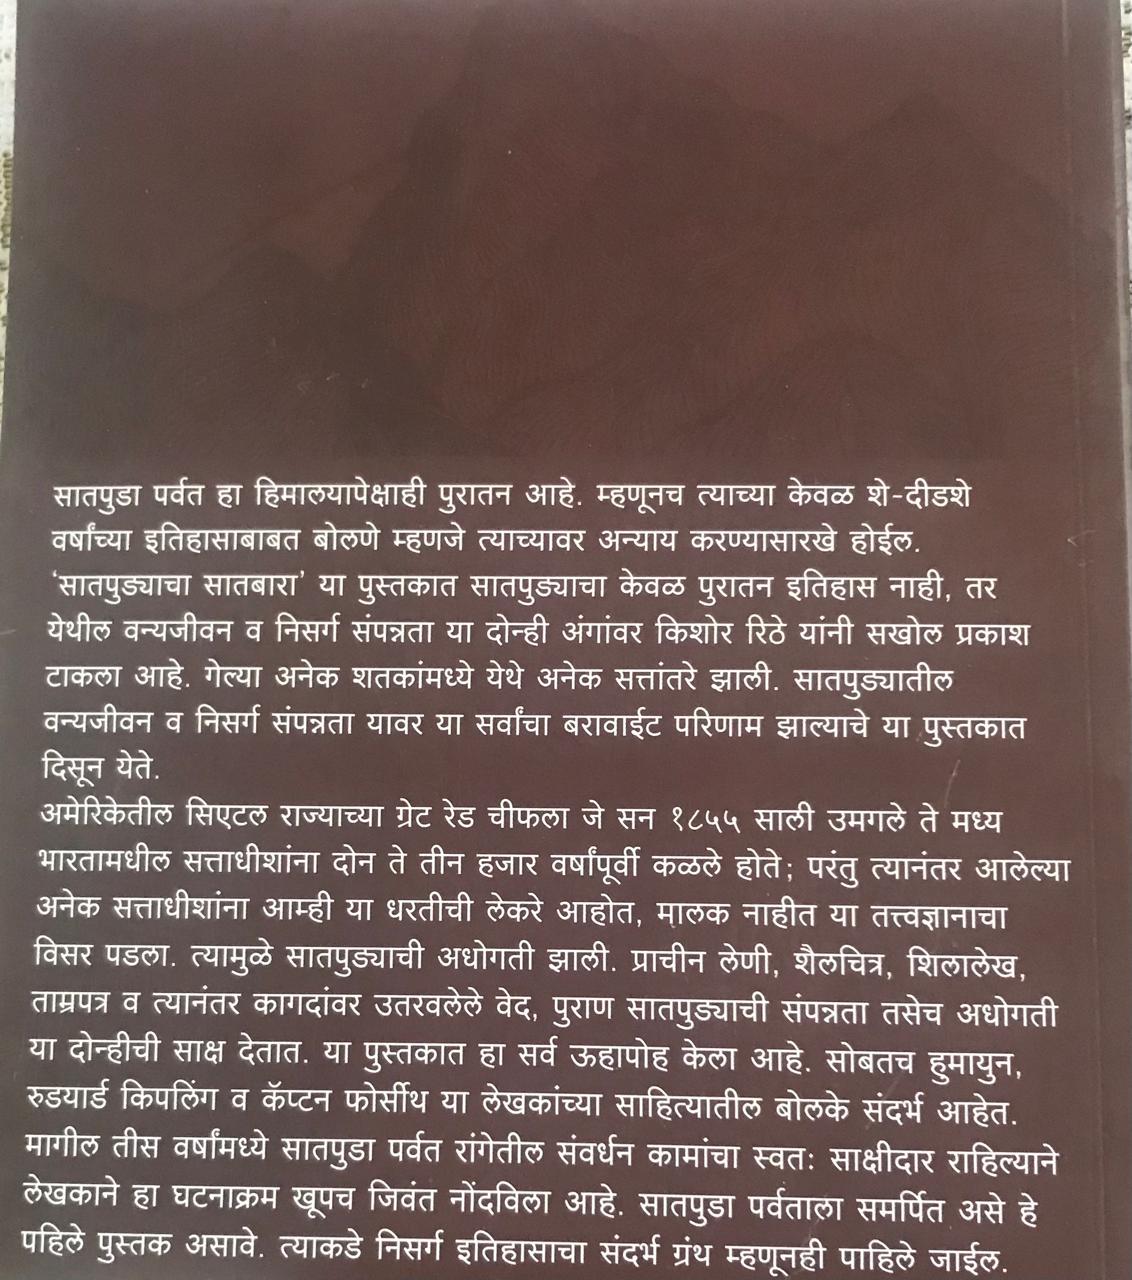 सातपुडा पर्वत हा हिमालयापेक्षाही पुरातन आहे. म्हणूनच त्याच्या केवळ शे-दीडशे
वर्षांच्या इतिहासाबाबत बोलणे म्हणजे त्याच्यावर अन्याय करण्यासारखे होईल.
‘सातपुड्याचा सातबारा’ या पुस्तकात सातपुड्याचा केवळ पुरातन इतिहास नाही, तर
येथील वन्यजीवन व निसर्ग संपन्नता या दोन्ही अंगांवर किशोर रिठे यांनी सखोल प्रकाश
टाकला आहे. गेल्या अनेक शतकांमध्ये येथे अनेक सत्तांतरे झाली. सातपुड्यातील
वन्यजीवन व निसर्ग संपन्नता यावर या सर्वांचा बरावाईट परिणाम झाल्याचे या पुस्तकात
दिसून येते.
अमेरिकेतील सिएटल राज्याच्या ग्रेट रेड चीफला जे सन १८५५ साली उमगले ते मध्य
भारतामधील सत्ताधीशांना दोन ते तीन हजार वर्षांपूर्वी कळले होते; परंतु त्यानंतर आलेल्या
अनेक सत्ताधीशांना आम्ही या धरतीची लेकरे आहोत, मालक नाहीत या तत्त्वज्ञानाचा
विसर पडला. त्यामुळे सातपुड्याची अधोगती झाली. प्राचीन लेणी, शैलचित्र, शिलालेख,
ताम्रपत्र व त्यानंतर कागदांवर उतरवलेले वेद, पुराण सातपुड्याची संपन्नता तसेच अधोगती
या दोन्हीची साक्ष देतात. या पुस्तकात हा सर्व ऊहापोह केला आहे. सोबतच हुमायुन,
रुडयार्ड किपलिंग व कॅप्टन फोर्सीथ या लेखकांच्या साहित्यातील बोलके संदर्भ आहेत.
मागील तीस वर्षांमध्ये सातपुडा पर्वत रांगेतील संवर्धन कामांचा स्वतः साक्षीदार राहिल्याने
लेखकाने हा घटनाक्रम खूपच जिवंत नोंदविला आहे. सातपुडा पर्वताला समर्पित असे हे
पहिले पुस्तक असावे. त्याकडे निसर्ग इतिहासाचा संदर्भ ग्रंथ म्हणूनही पाहिले जाईल.